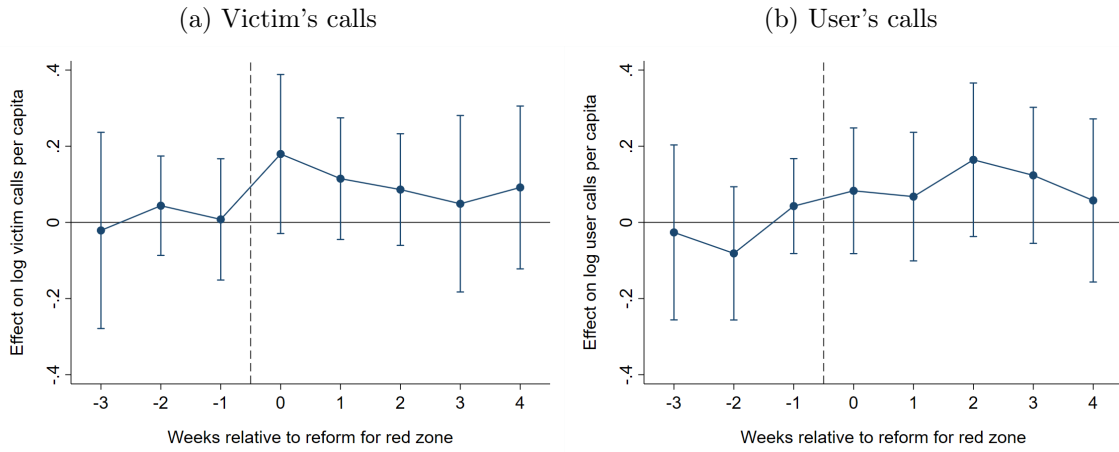 (a) Victim's calls
Effect on log victim calls per capita
.4
.2
0
-.2
-.4
-3 -2 -1 0 1 2 3 4
Weeks relative to reform for red zone
(b) User's calls
Effect on log user calls per capita
.4
.2
0
-.2
-.4
-3 -2 -1 0 1 2 3 4
Weeks relative to reform for red zone